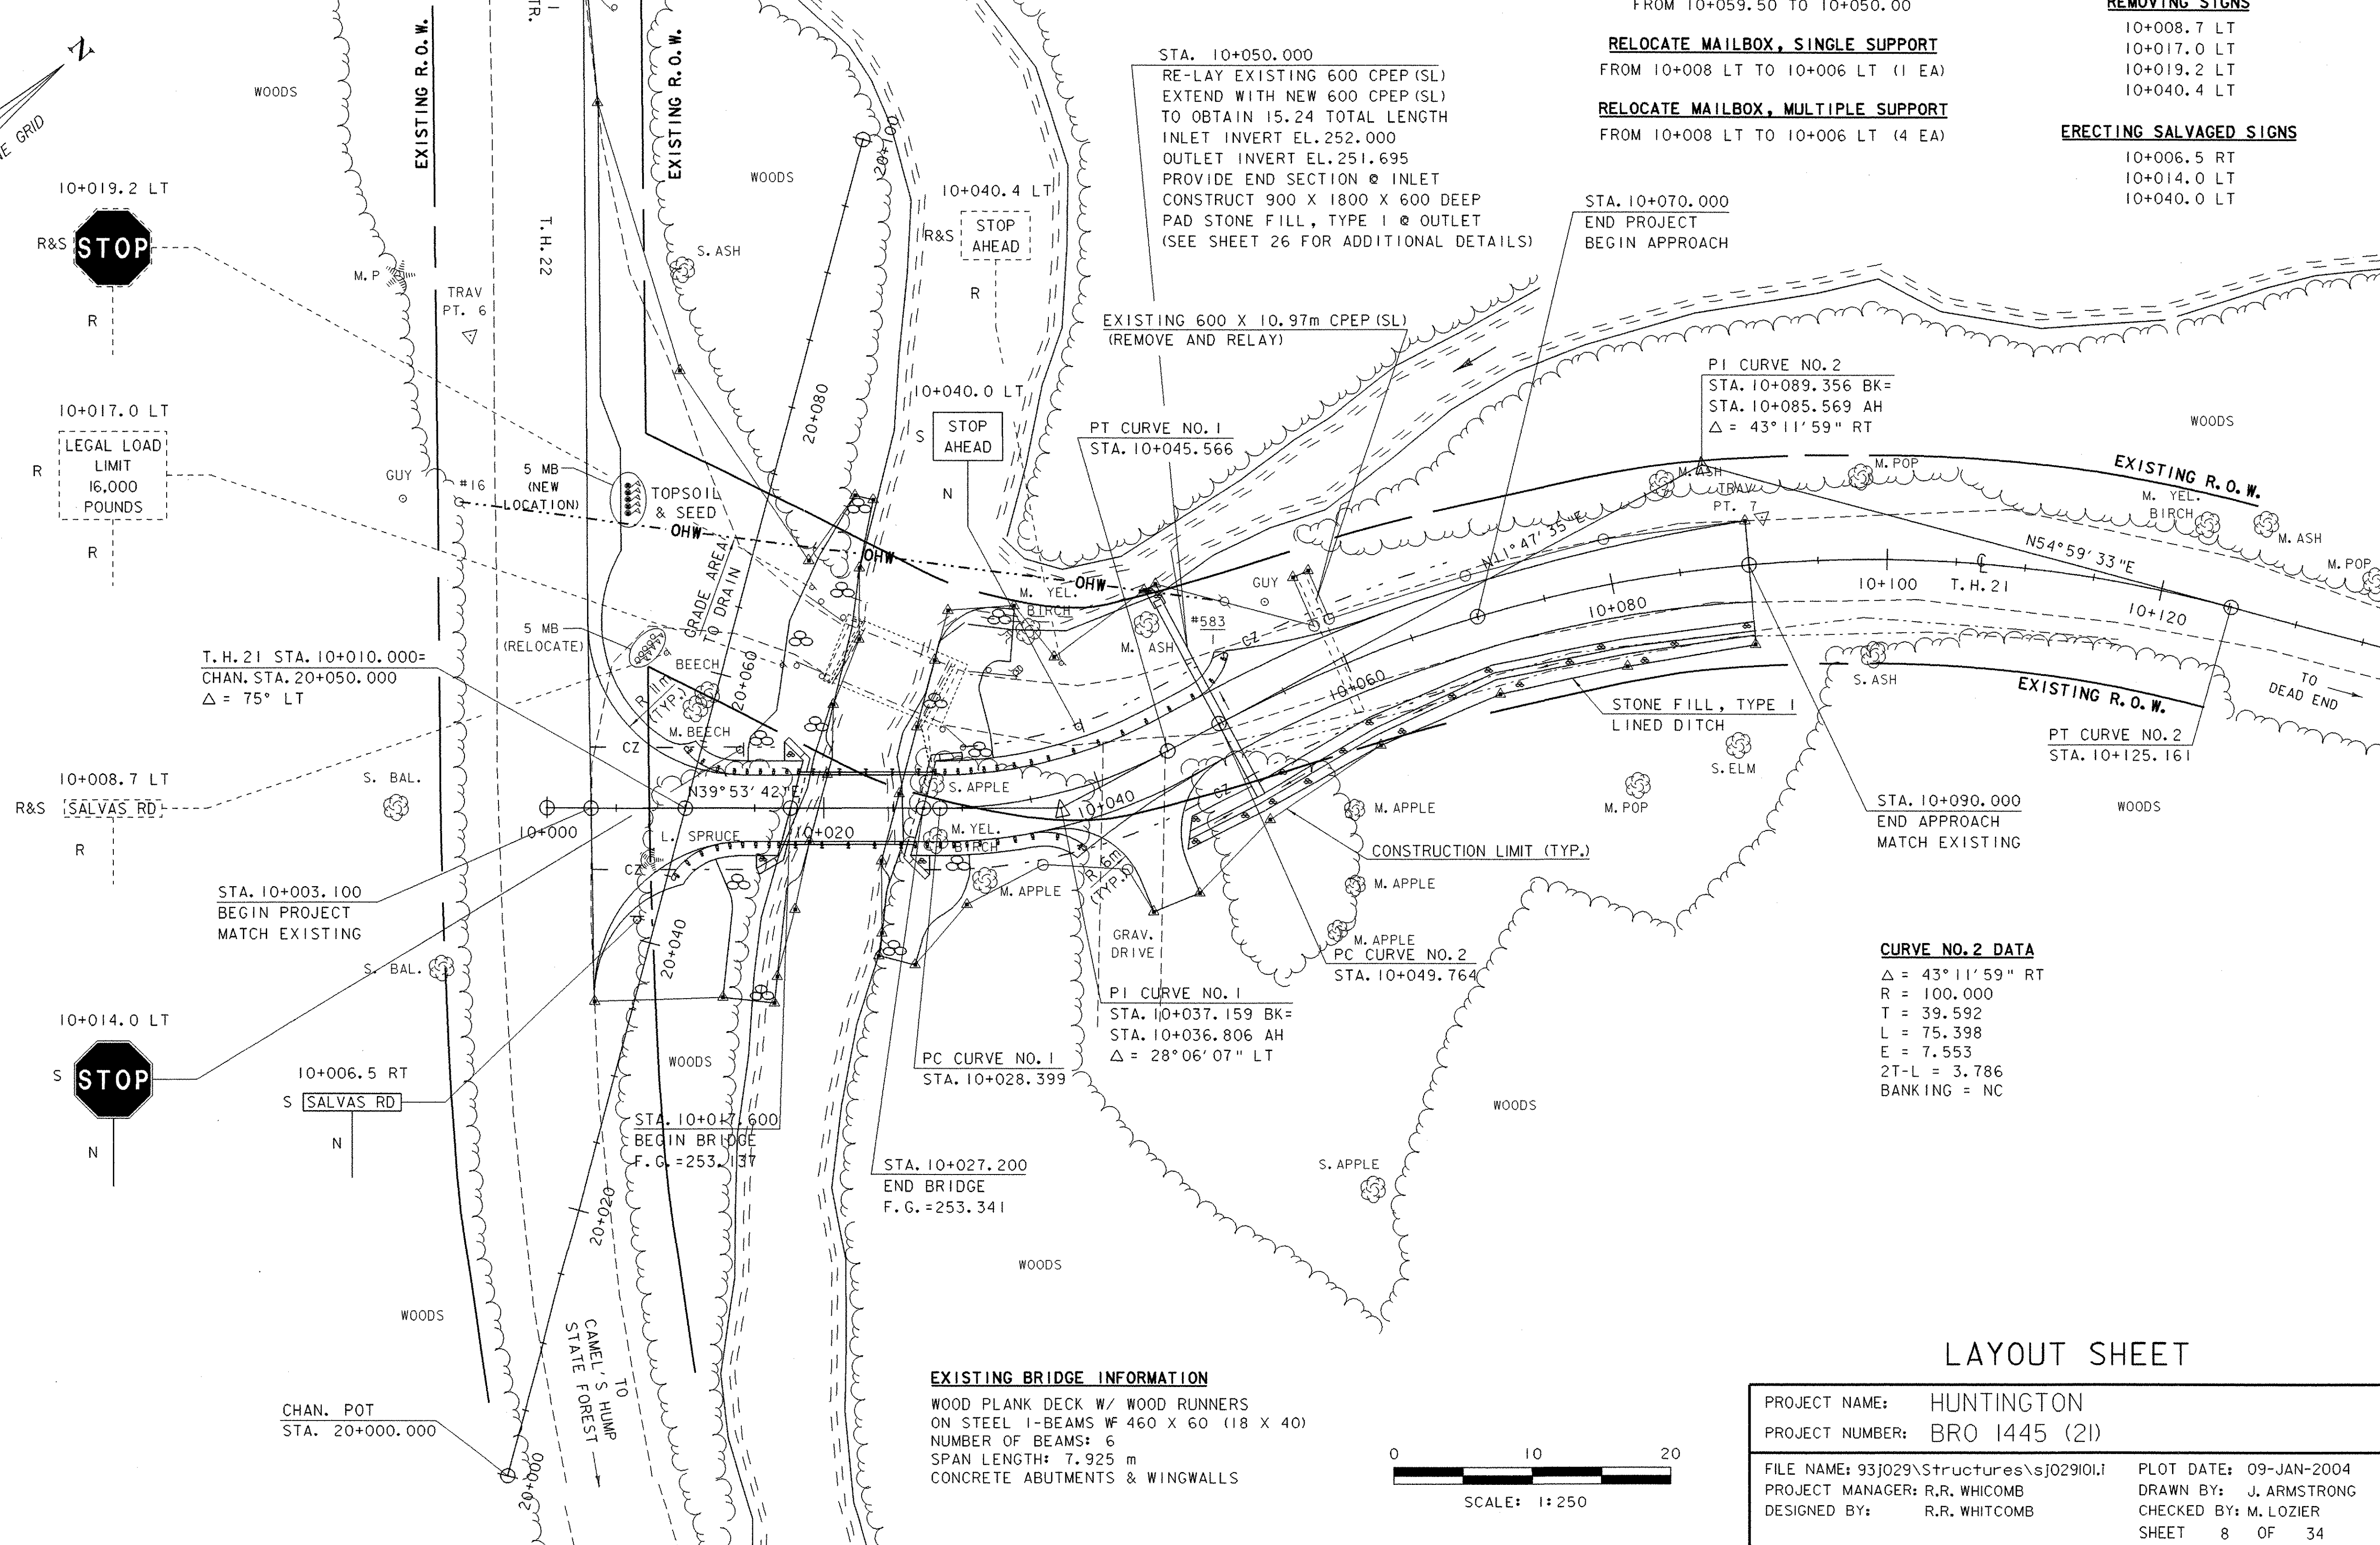 FROM 10+059.50 TO 10+050.00
RELOCATE MAILBOX, SINGLE SUPPORT
FROM 10+008 LT TO 10+006 LT (1 EA)
RELOCATE MAILBOX, MULTIPLE SUPPORT
FROM 10+008 LT TO 10+006 LT (4 EA)
REMOVING SIGNS
10+008.7 LT
10+017.0 LT
10+019.2 LT
10+040.4 LT
ERECTING SALVAGED SIGNS
10+006.5 RT
10+014.0 LT
10+040.0 LT
STA. 10+050.000
RE-LAY EXISTING 600 CPEP(SL)
EXTEND WITH NEW 600 CPEP(SL)
TO OBTAIN 15.24 TOTAL LENGTH
INLET INVERT EL.252.000
OUTLET INVERT EL.251.695
PROVIDE END SECTION @ INLET
CONSTRUCT 900 X 1800 X 600 DEEP
PAD STONE FILL, TYPE 1 @ OUTLET
(SEE SHEET 26 FOR ADDITIONAL DETAILS)
STA. 10+070.000
END PROJECT
BEGIN APPROACH
Z
GRID
WOODS
EXISTING R.O.W.
TR.
EXISTING R.O.W.
WOODS
20+100
T.H.22
10+019.2 LT
R&S
STOP
R
M.P
TRAV
PT. 6
S. ASH
10+040.4 LT
R&S
STOP
AHEAD
R
EXISTING 600 X 10.97m CPEP(SL)
(REMOVE AND RELAY)
PI CURVE NO.2
STA. 10+089.356 BK=
STA. 10+085.569 AH
Δ = 43°11'59" RT
WOODS
10+017.0 LT
R
LEGAL LOAD
LIMIT
16,000
POUNDS
R
GUY
#16
5 MB
(NEW
LOCATION)
TOPSOIL
& SEED
20+080
10+040.0 LT
S
STOP
AHEAD
N
PT CURVE NO.1
STA. 10+045.566
M. ASH
TRAV
PT. 7
M. POP
EXISTING R.O.W.
M. YEL.
BIRCH
M. ASH
M. POP
OHW
OHW
OHW
GRADE AREA
TO DRAIN
N11°47'35"E
N54°59'33"E
M. YEL.
BIRCH
GUY
#583
M. ASH
CZ
10+080
10+100
℄
T.H.21
10+120
5 MB
(RELOCATE)
BEECH
M. BEECH
20+060
R 11m
(TYP.)
T.H.21 STA. 10+010.000=
CHAN. STA. 20+050.000
Δ = 75° LT
10+060
STONE FILL, TYPE 1
LINED DITCH
S. ASH
EXISTING R.O.W.
TO
DEAD END
PT CURVE NO.2
STA. 10+125.161
S. ELM
M. POP
10+008.7 LT
R&S
SALVAS RD
R
S. BAL.
CZ
N39°53'42"E
S. APPLE
10+000
10+020
10+040
CZ
M. APPLE
L. SPRUCE
M. YEL.
BIRCH
CZ
M. APPLE
R 6m
(TYP.)
CONSTRUCTION LIMIT (TYP.)
M. APPLE
M. APPLE
STA. 10+090.000
END APPROACH
MATCH EXISTING
WOODS
STA. 10+003.100
BEGIN PROJECT
MATCH EXISTING
S. BAL.
20+040
GRAV.
DRIVE
PC CURVE NO.2
STA. 10+049.764
PI CURVE NO.1
STA. 10+037.159 BK=
STA. 10+036.806 AH
Δ = 28°06'07" LT
PC CURVE NO.1
STA. 10+028.399
CURVE NO.2 DATA
Δ = 43°11'59" RT
R = 100.000
T = 39.592
L = 75.398
E = 7.553
2T-L = 3.786
BANKING = NC
10+014.0 LT
S
STOP
N
10+006.5 RT
S
SALVAS RD
N
WOODS
STA. 10+017.600
BEGIN BRIDGE
F.G.=253.137
STA. 10+027.200
END BRIDGE
F.G.=253.341
WOODS
S. APPLE
20+020
WOODS
WOODS
TO
CAMEL'S HUMP
STATE FOREST
CHAN. POT
STA. 20+000.000
20+000
EXISTING BRIDGE INFORMATION
WOOD PLANK DECK W/ WOOD RUNNERS
ON STEEL I-BEAMS WF 460 X 60 (18 X 40)
NUMBER OF BEAMS: 6
SPAN LENGTH: 7.925 m
CONCRETE ABUTMENTS & WINGWALLS
0 10 20
SCALE: 1:250
LAYOUT SHEET
PROJECT NAME: HUNTINGTON
PROJECT NUMBER: BRO 1445 (21)
FILE NAME: 93j029\Structures\sj029101.i PLOT DATE: 09-JAN-2004
PROJECT MANAGER: R.R. WHICOMB DRAWN BY: J. ARMSTRONG
DESIGNED BY: R.R. WHITCOMB CHECKED BY: M. LOZIER
SHEET 8 OF 34